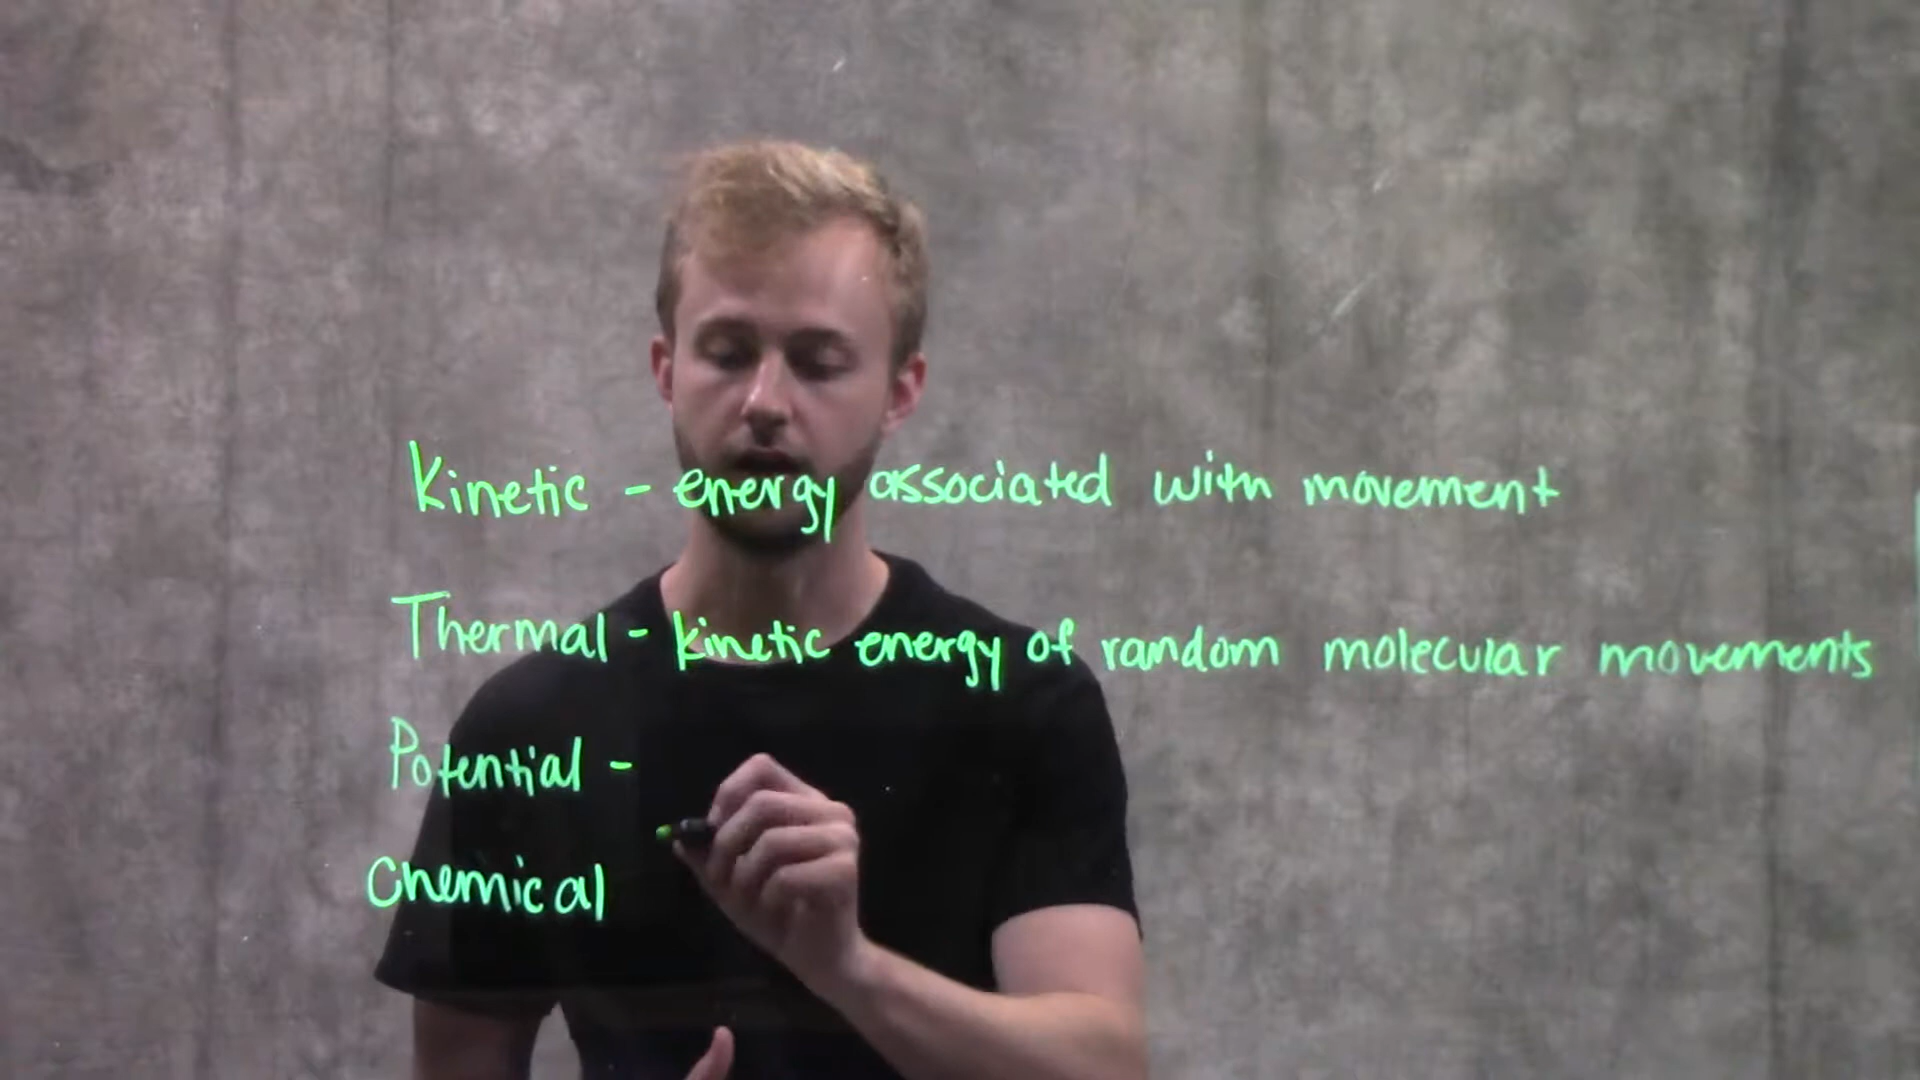 Kinetic - energy associated with movement
Thermal - kinetic energy of random molecular movements
Potential -
Chemical